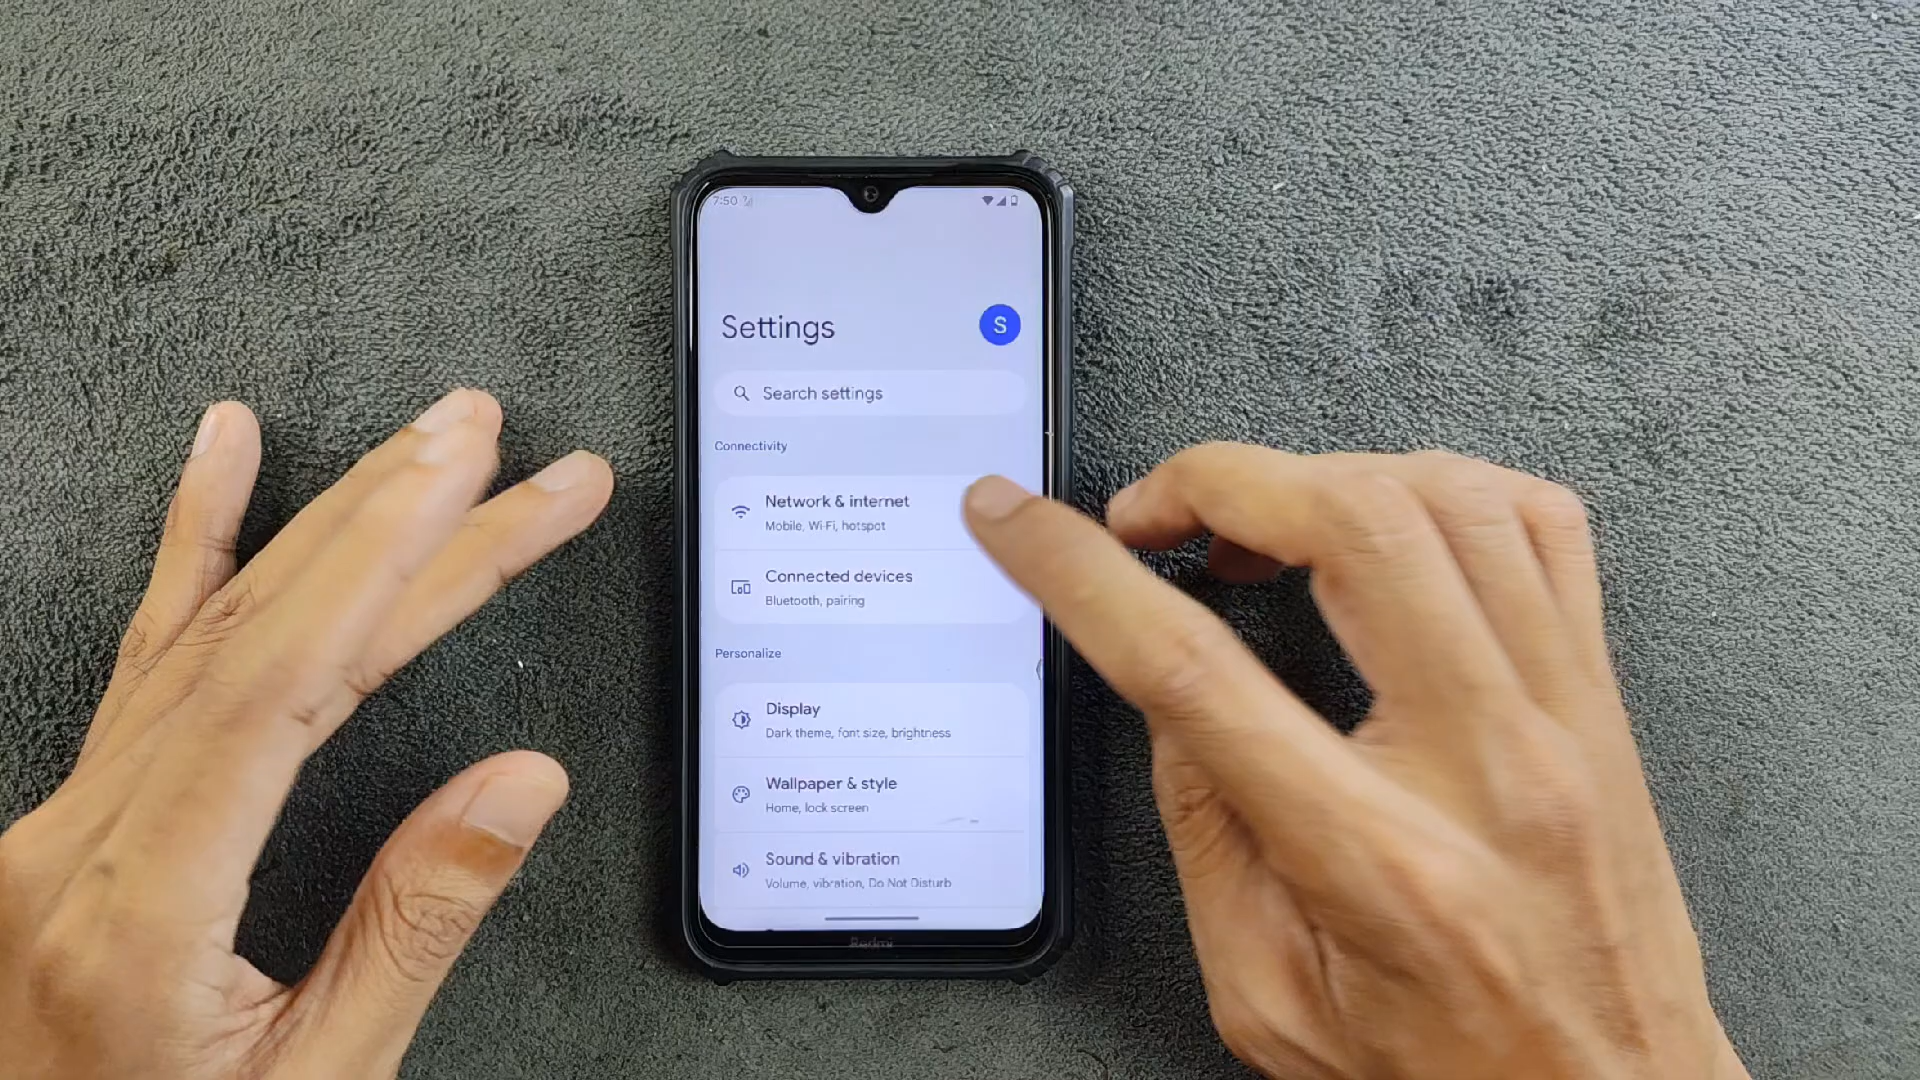 7:50
Settings
S
Search settings
Connectivity
Network & internet
Mobile, Wi-Fi, hotspot
Connected devices
Bluetooth, pairing
Personalize
Display
Dark theme, font size, brightness
Wallpaper & style
Home, lock screen
Sound & vibration
Volume, vibration, Do Not Disturb
Redmi